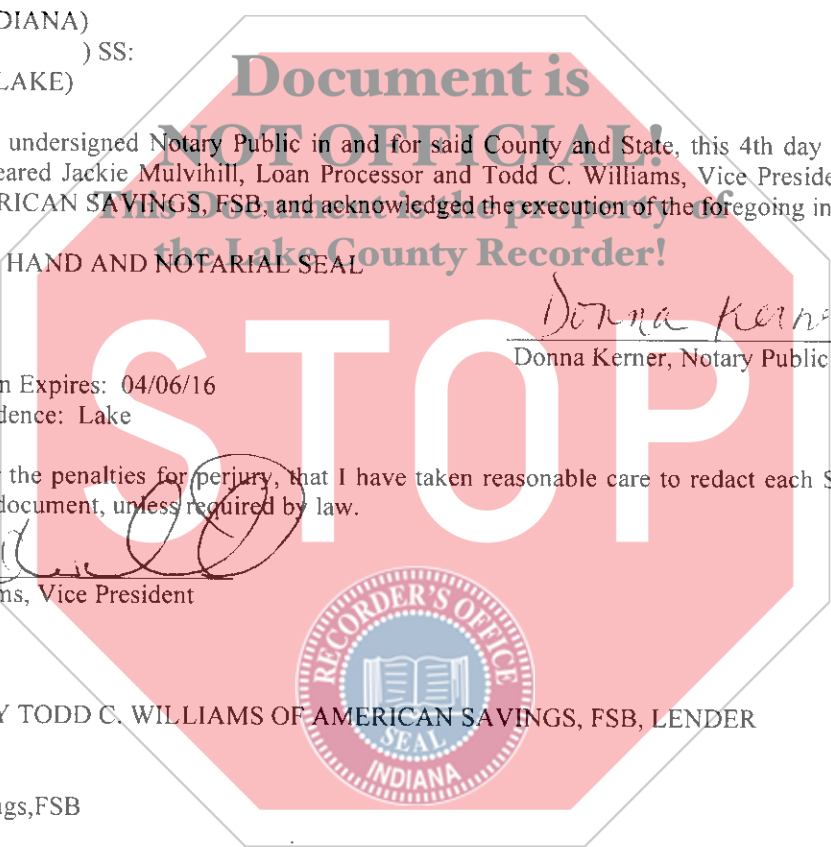 DIANA)
) SS:
LAKE)
Document is
NOT OFFICIAL!
This Document is the property of
the Lake County Recorder!
undersigned Notary Public in and for said County and State, this 4th day
eared Jackie Mulvihill, Loan Processor and Todd C. Williams, Vice Preside
RICAN SAVINGS, FSB, and acknowledged the execution of the foregoing in
HAND AND NOTARIAL SEAL
Donna Kerne
Donna Kerner, Notary Public
n Expires: 04/06/16
dence: Lake
STOP
the penalties for perjury, that I have taken reasonable care to redact each S
document, unless required by law.
ms, Vice President
RECORDER'S OFFICE
SEAL
INDIANA
Y TODD C. WILLIAMS OF AMERICAN SAVINGS, FSB, LENDER
ngs,FSB